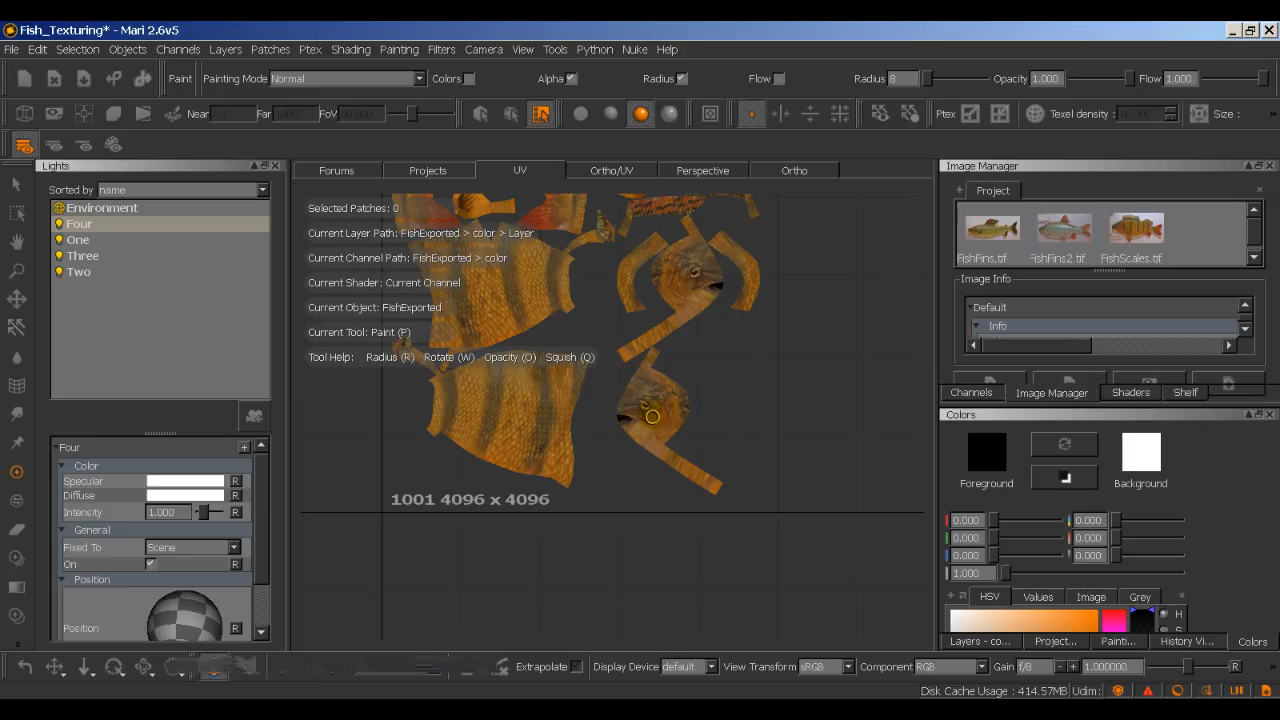 Fish_Texturing* - Mari 2.6v5
File Edit Selection Objects Channels Layers Patches Ptex Shading Painting Filters Camera View Tools Python Nuke Help
Paint Painting Mode Normal Colors Alpha Radius Flow Radius 8 Opacity 1.000 Flow 1.000
Near Far FoV Ptex Texel density : Size :
Lights
Sorted by name
Environment
Four
One
Three
Two
Four
Color
Specular R
Diffuse R
Intensity 1.000 R
General
Fixed To Scene R
On R
Position
Position R
Forums Projects UV Ortho/UV Perspective Ortho
Selected Patches: 0
Current Layer Path: FishExported > color > Layer
Current Channel Path: FishExported > color
Current Shader: Current Channel
Current Object: FishExported
Current Tool: Paint (P)
Tool Help: Radius (R) Rotate (W) Opacity (O) Squish (Q)
1001 4096 x 4096
Image Manager
Project
FishFins.tif FishFins2.tif FishScales.tif
Image Info
Default
Info
Channels Image Manager Shaders Shelf
Colors
Foreground Background
0.000 0.000
0.000 0.000
0.000 0.000
1.000
HSV Values Image Grey
H
S
Layers - co... Project... Painti... History Vi... Colors
Extrapolate Display Device default View Transform sRGB Component RGB Gain f/8 - + 1.000000 R
Disk Cache Usage : 414.57MB Udim: